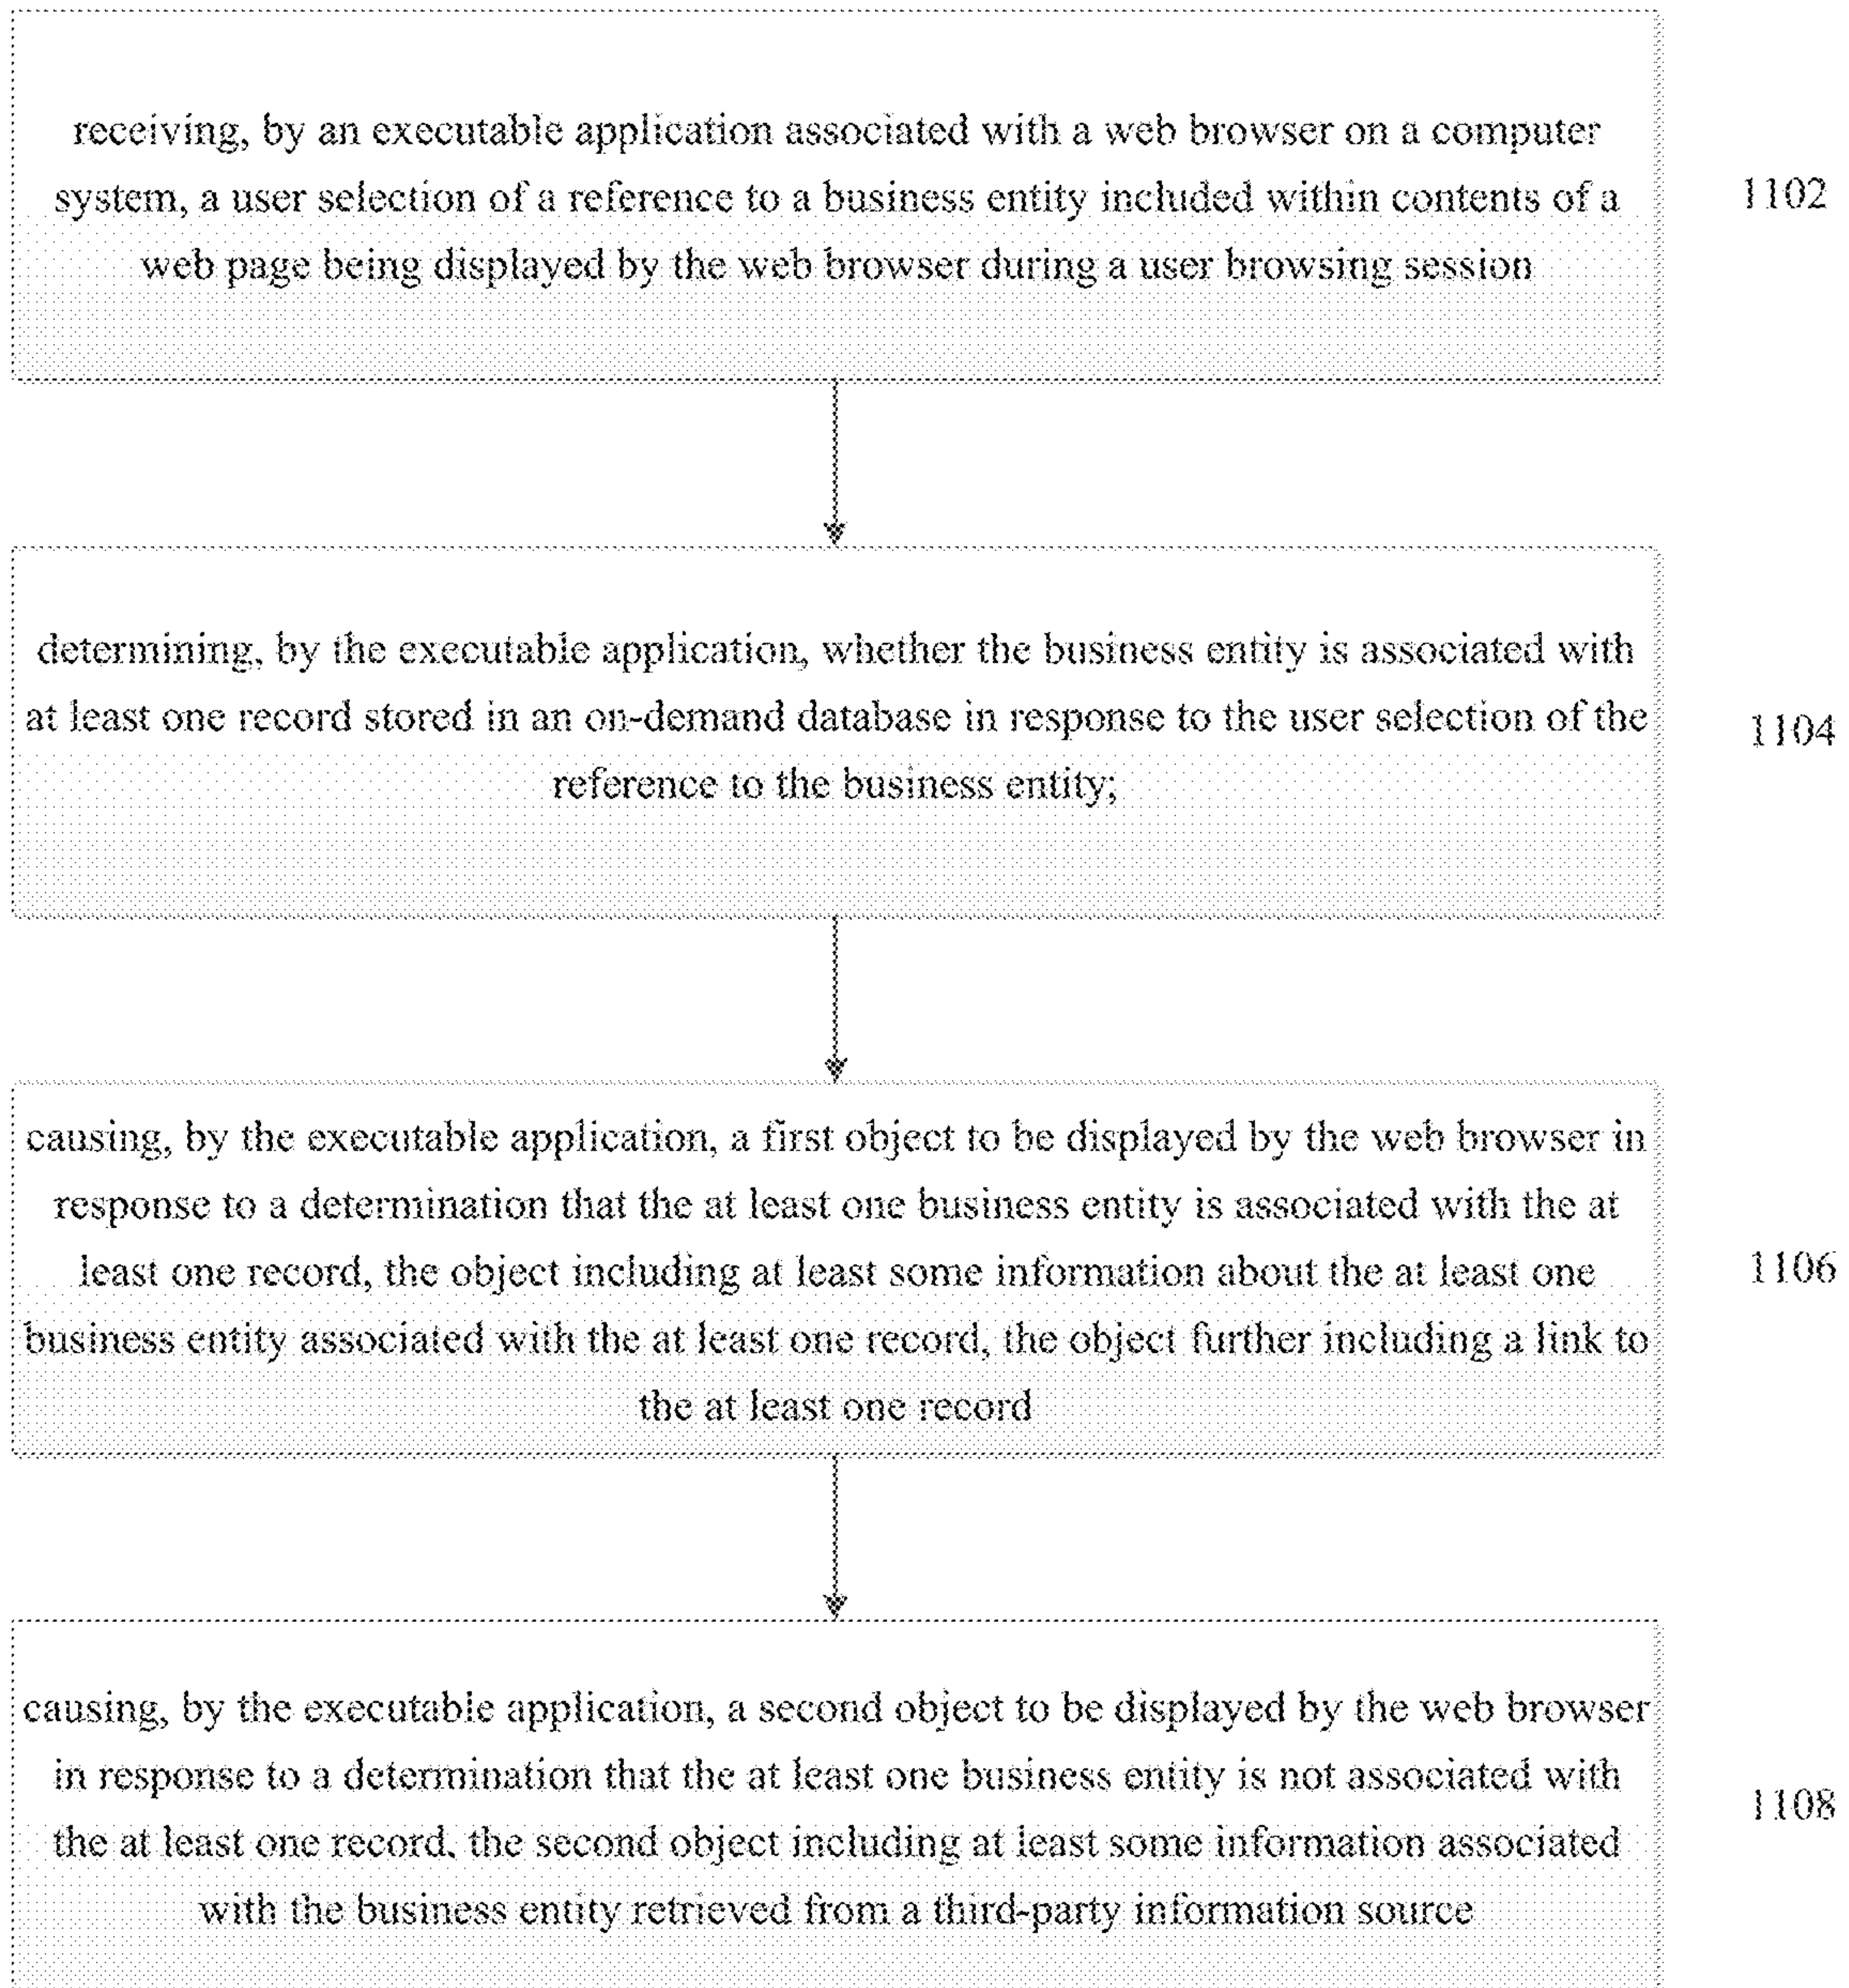 receiving, by an executable application associated with a web browser on a computer
system, a user selection of a reference to a business entity included within contents of a
web page being displayed by the web browser during a user browsing session
1102
determining, by the executable application, whether the business entity is associated with
at least one record stored in an on-demand database in response to the user selection of the
reference to the business entity;
1104
causing, by the executable application, a first object to be displayed by the web browser in
response to a determination that the at least one business entity is associated with the at
least one record, the object including at least some information about the at least one
business entity associated with the at least one record, the object further including a link to
the at least one record
1106
causing, by the executable application, a second object to be displayed by the web browser
in response to a determination that the at least one business entity is not associated with
the at least one record, the second object including at least some information associated
with the business entity retrieved from a third-party information source
1108